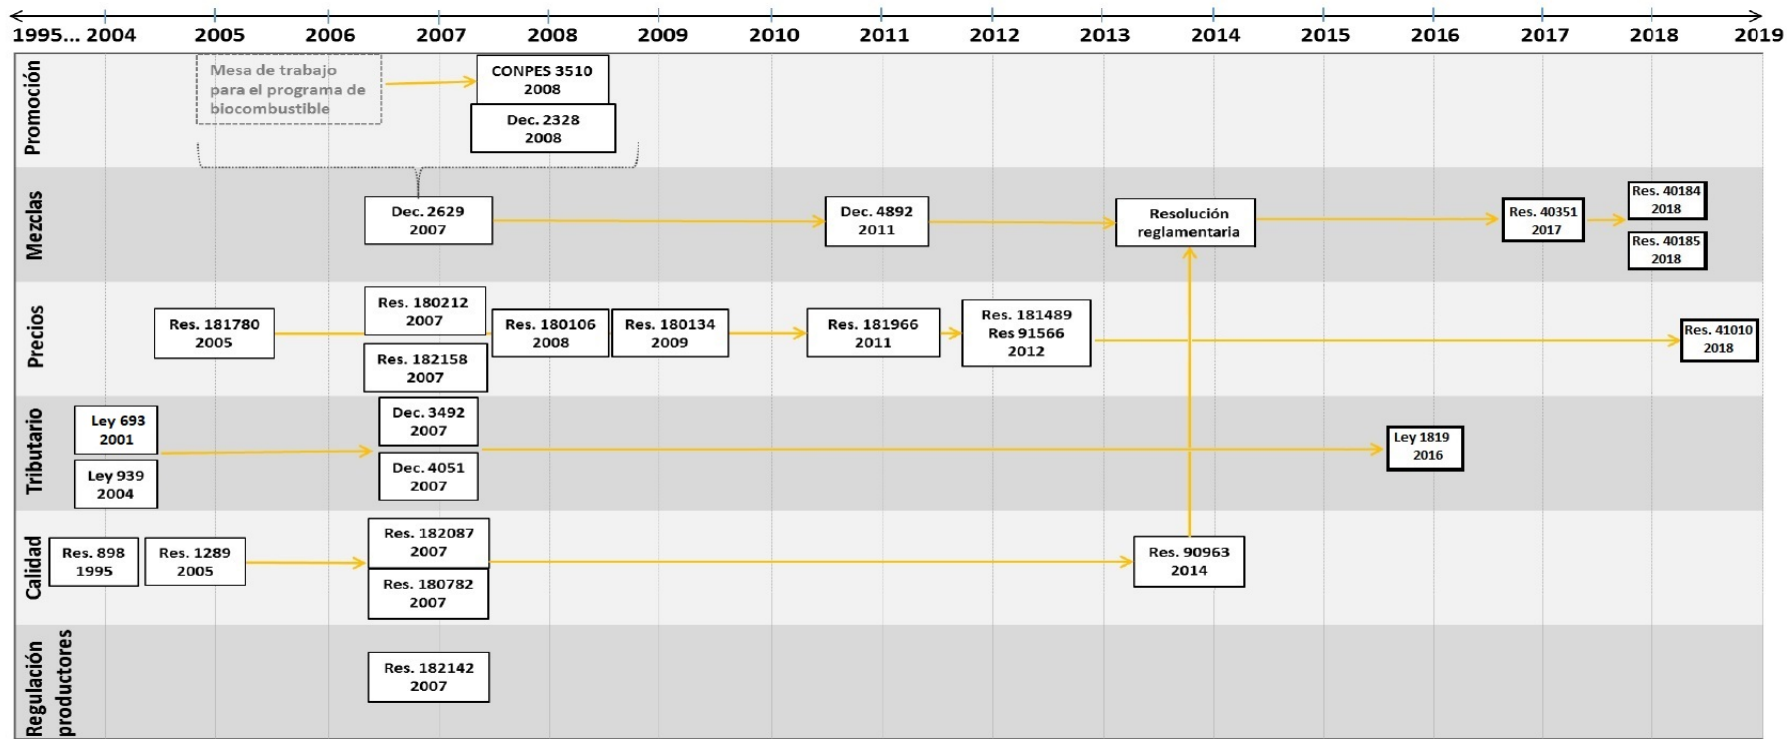 1995... 2004 2005 2006 2007 2008 2009 2010 2011 2012 2013 2014 2015 2016 2017 2018 2019
Promoción
Mesa de trabajo
para el programa de
biocombustible
CONPES 3510
2008
Dec. 2328
2008
Mezclas
Dec. 2629
2007
Dec. 4892
2011
Resolución
reglamentaria
Res. 40351
2017
Res. 40184
2018
Res. 40185
2018
Precios
Res. 181780
2005
Res. 180212
2007
Res. 182158
2007
Res. 180106
2008
Res. 180134
2009
Res. 181966
2011
Res. 181489
Res 91566
2012
Res. 41010
2018
Tributario
Ley 693
2001
Ley 939
2004
Dec. 3492
2007
Dec. 4051
2007
Ley 1819
2016
Calidad
Res. 898
1995
Res. 1289
2005
Res. 182087
2007
Res. 180782
2007
Res. 90963
2014
Regulación
productores
Res. 182142
2007